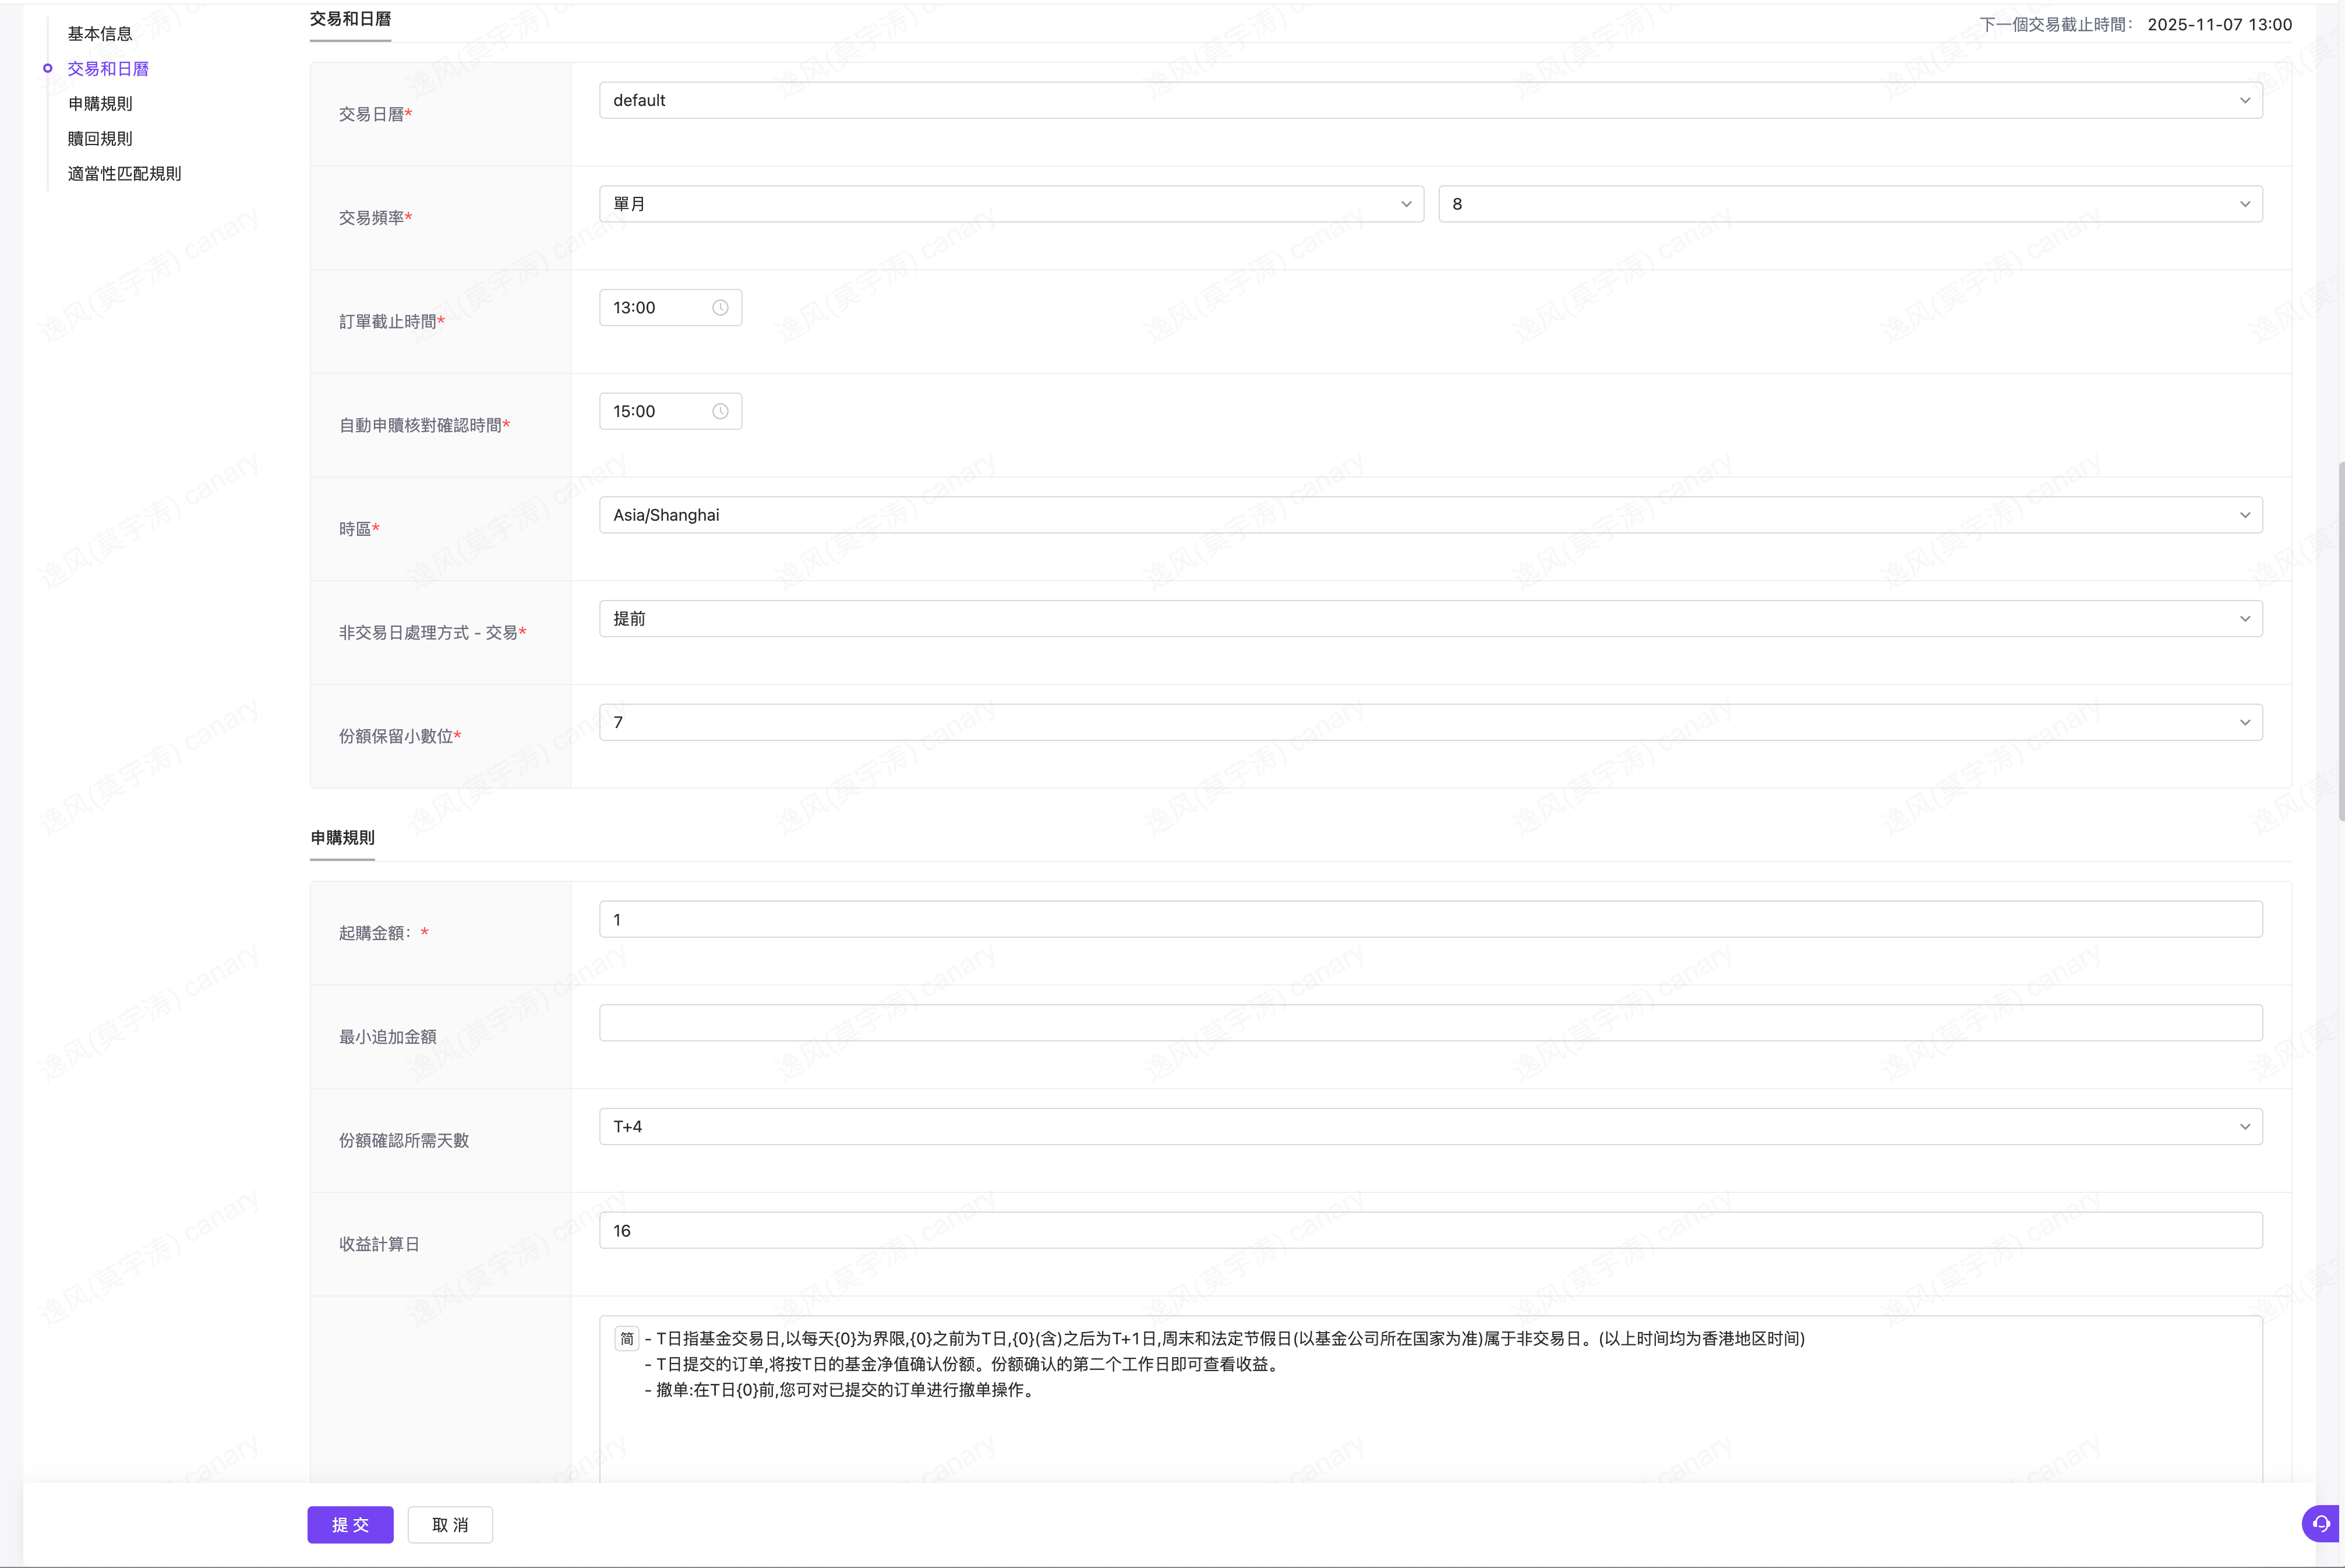 基本信息
交易和日曆
申購規則
贖回規則
適當性匹配規則
交易和日曆
下一個交易截止時間： 2025-11-07 13:00
交易日曆*
default
交易頻率*
單月
8
訂單截止時間*
13:00
自動申贖核對確認時間*
15:00
時區*
Asia/Shanghai
非交易日處理方式 - 交易*
提前
份額保留小數位*
7
申購規則
起購金額： *
1
最小追加金額
份額確認所需天數
T+4
收益計算日
16
简
- T日指基金交易日,以每天{0}为界限,{0}之前为T日,{0}(含)之后为T+1日,周末和法定节假日(以基金公司所在国家为准)属于非交易日。(以上时间均为香港地区时间)
- T日提交的订单,将按T日的基金净值确认份额。份额确认的第二个工作日即可查看收益。
- 撤单:在T日{0}前,您可对已提交的订单进行撤单操作。
提 交
取 消
逸风(莫宇涛) canary